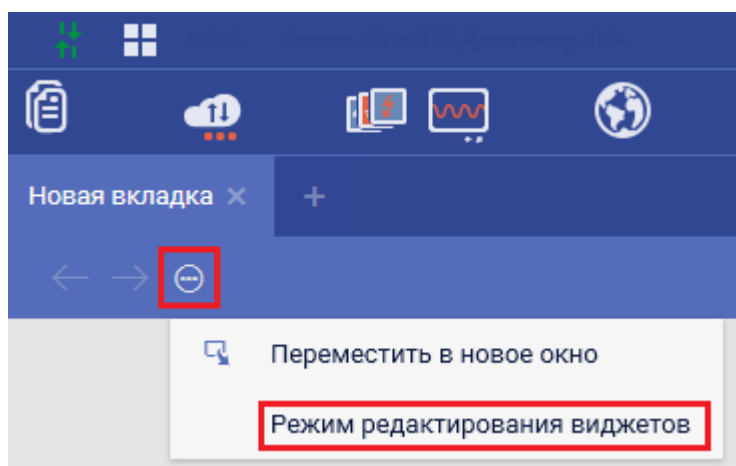 Новая вкладка
Переместить в новое окно
Режим редактирования виджетов